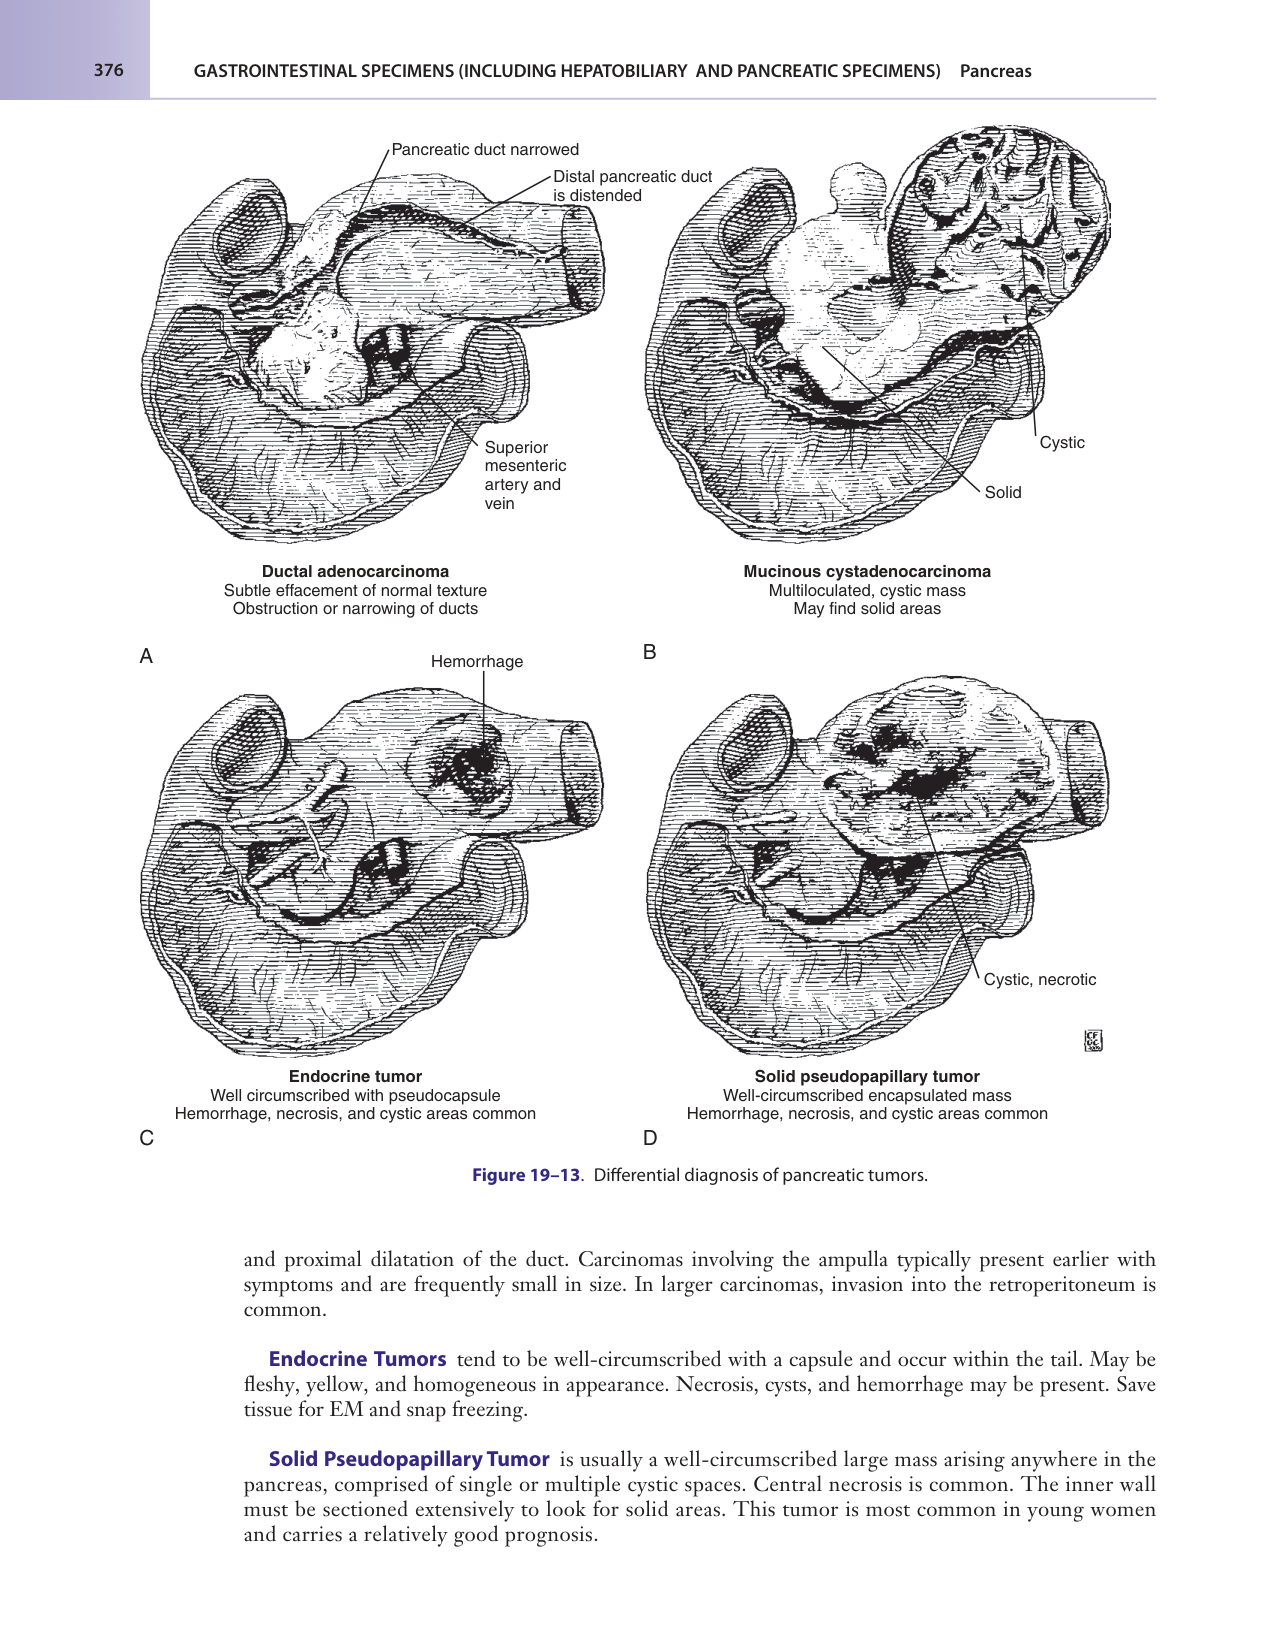 376
GASTROINTESTINAL SPECIMENS (INCLUDING HEPATOBILIARY AND PANCREATIC SPECIMENS) Pancreas
Pancreatic duct narrowed
Distal pancreatic duct
is distended
Superior
mesenteric
artery and
vein
Ductal adenocarcinoma
Subtle effacement of normal texture
Obstruction or narrowing of ducts
A
Cystic
Solid
Mucinous cystadenocarcinoma
Multiloculated, cystic mass
May find solid areas
B
Hemorrhage
Endocrine tumor
Well circumscribed with pseudocapsule
Hemorrhage, necrosis, and cystic areas common
C
Cystic, necrotic
Solid pseudopapillary tumor
Well-circumscribed encapsulated mass
Hemorrhage, necrosis, and cystic areas common
D
Figure 19–13. Differential diagnosis of pancreatic tumors.
and proximal dilatation of the duct. Carcinomas involving the ampulla typically present earlier with
symptoms and are frequently small in size. In larger carcinomas, invasion into the retroperitoneum is
common.
Endocrine Tumors tend to be well-circumscribed with a capsule and occur within the tail. May be
fleshy, yellow, and homogeneous in appearance. Necrosis, cysts, and hemorrhage may be present. Save
tissue for EM and snap freezing.
Solid Pseudopapillary Tumor is usually a well-circumscribed large mass arising anywhere in the
pancreas, comprised of single or multiple cystic spaces. Central necrosis is common. The inner wall
must be sectioned extensively to look for solid areas. This tumor is most common in young women
and carries a relatively good prognosis.